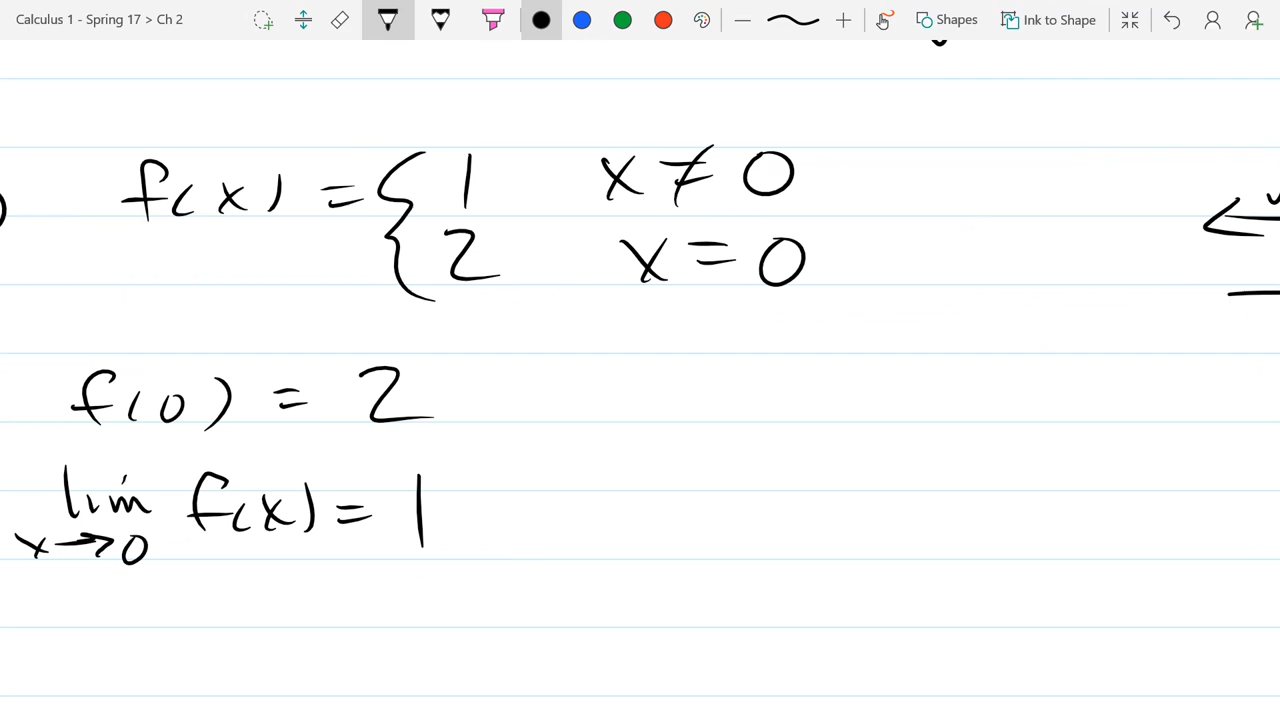 Calculus 1 - Spring 17 > Ch 2
Shapes
Ink to Shape
f(x) = { 1 x ≠ 0
2 x = 0
f(0) = 2
lim f(x) = 1
x → 0